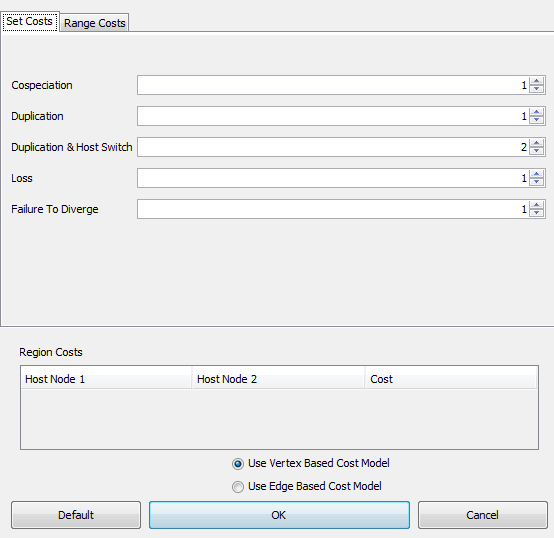 Set Costs Range Costs
Cospeciation 1
Duplication 1
Duplication & Host Switch 2
Loss 1
Failure To Diverge 1
Region Costs
Host Node 1 Host Node 2 Cost
Use Vertex Based Cost Model
Use Edge Based Cost Model
Default OK Cancel